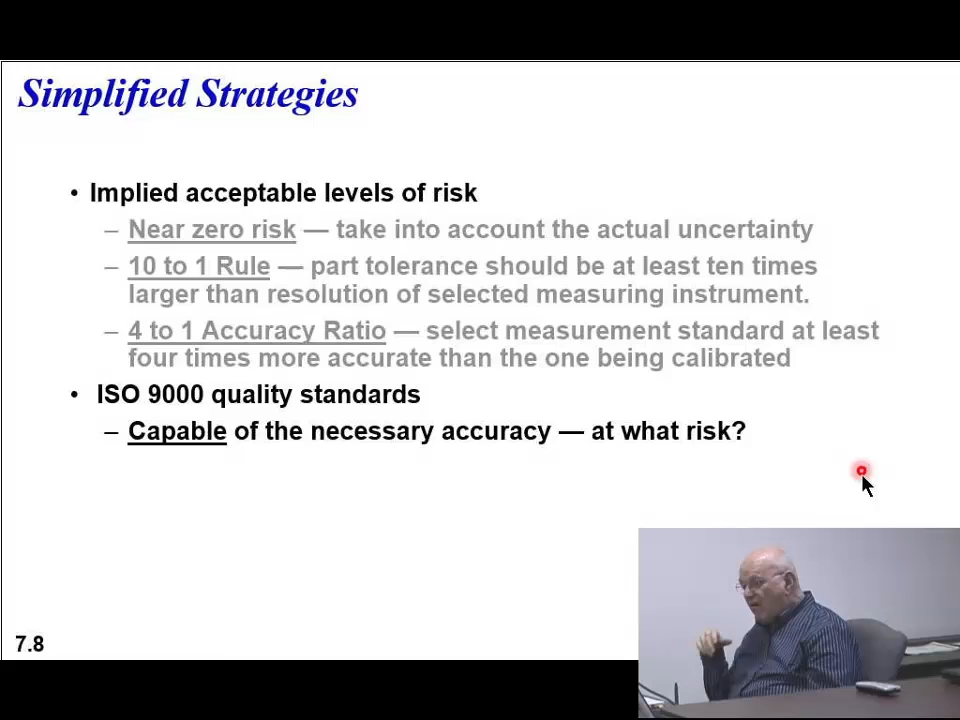 Simplified Strategies
• Implied acceptable levels of risk
– Near zero risk — take into account the actual uncertainty
– 10 to 1 Rule — part tolerance should be at least ten times
larger than resolution of selected measuring instrument.
– 4 to 1 Accuracy Ratio — select measurement standard at least
four times more accurate than the one being calibrated
• ISO 9000 quality standards
– Capable of the necessary accuracy — at what risk?
7.8